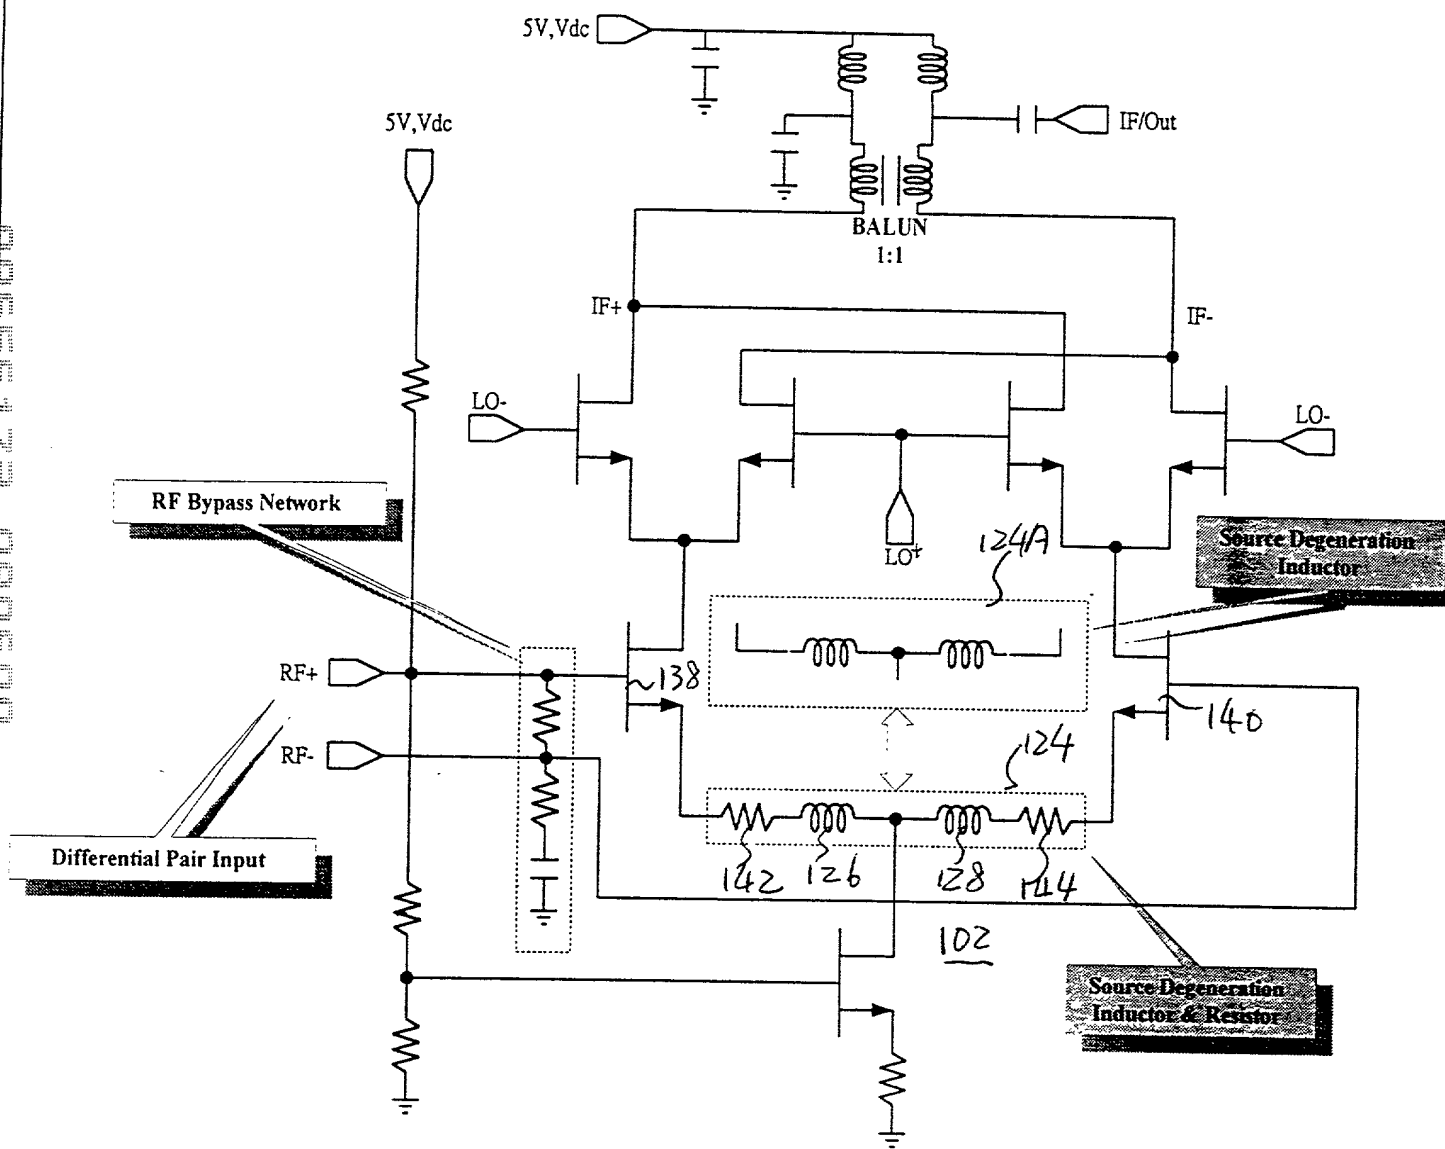 5V,Vdc
5V,Vdc
IF/Out
BALUN
1:1
IF+
IF-
LO-
LO-
RF Bypass Network
LO+
124A
Source Degeneration
Inductor
RF+
138
140
RF-
124
Differential Pair Input
142
126
128
144
102
Source Degeneration
Inductor & Resistor